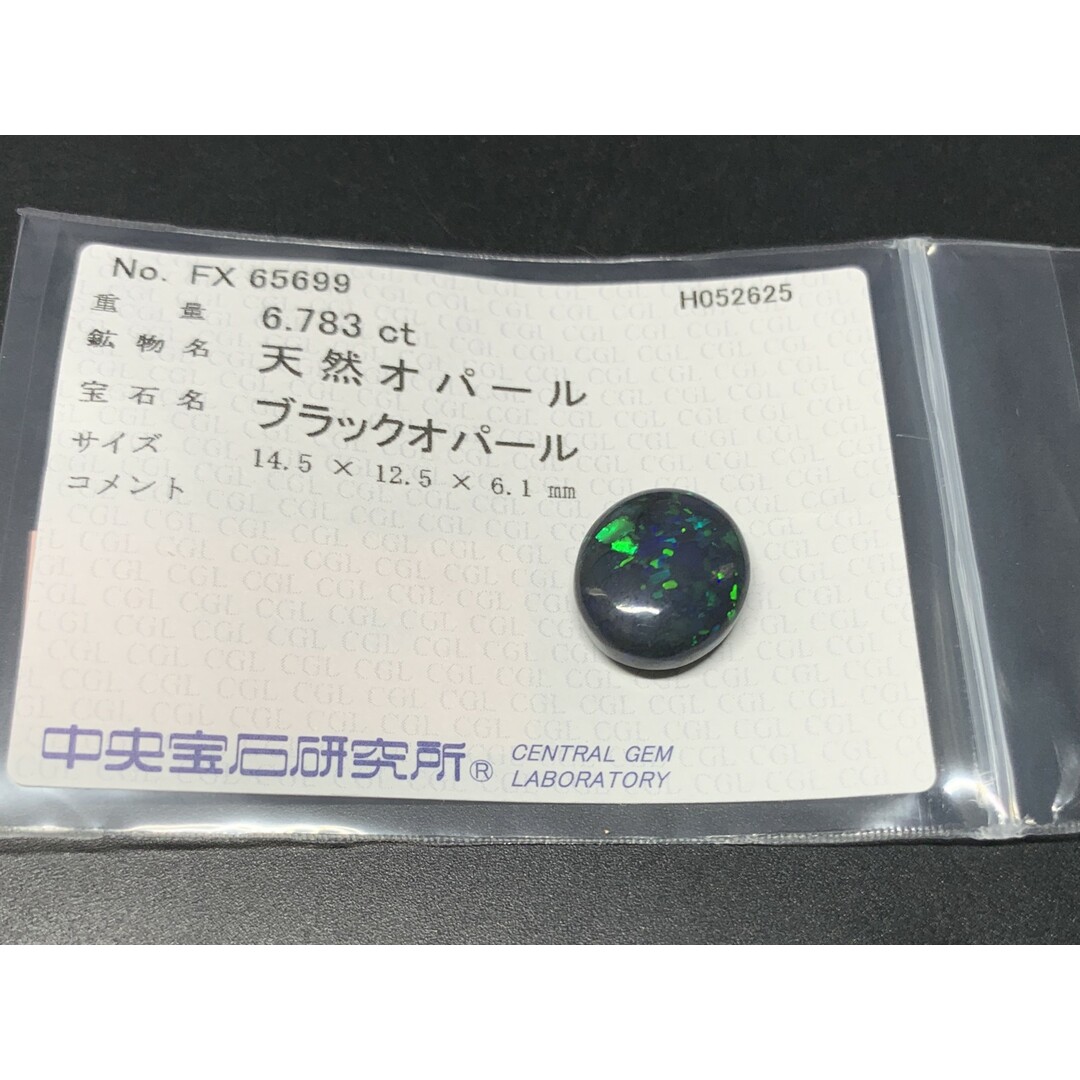 No. FX 65699
H052625
重量 6.783 ct
鉱物名 天然オパール
宝石名 ブラックオパール
サイズ 14.5 × 12.5 × 6.1 mm
コメント
中央宝石研究所® CENTRAL GEM
LABORATORY